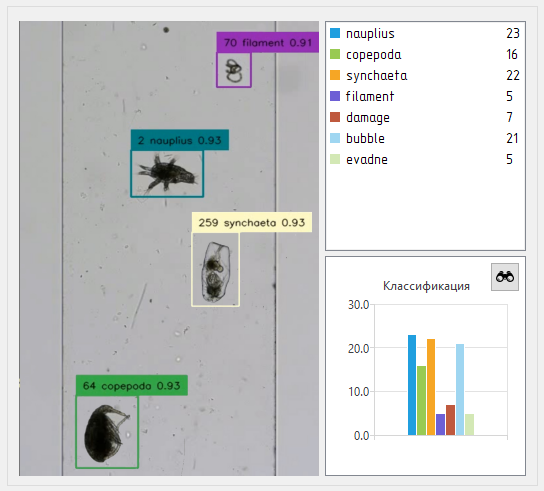 70 filament 0.91
2 nauplius 0.93
259 synchaeta 0.93
64 copepoda 0.93
nauplius 23
copepoda 16
synchaeta 22
filament 5
damage 7
bubble 21
evadne 5
Классификация
30.0
20.0
10.0
0.0